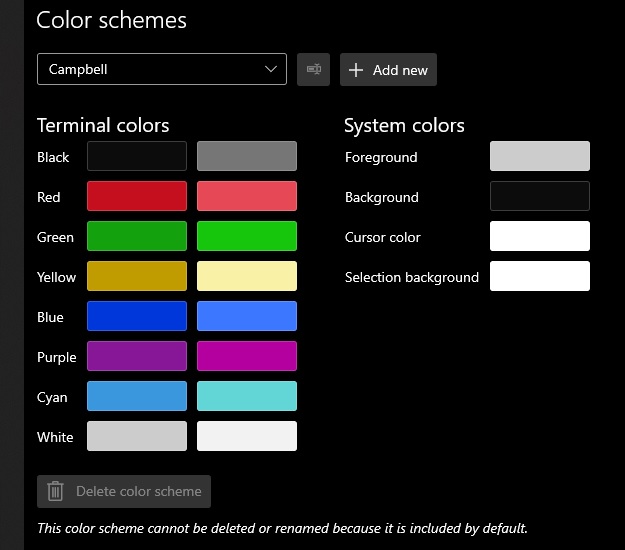 Color schemes
Campbell
Add new
Terminal colors
Black
Red
Green
Yellow
Blue
Purple
Cyan
White
System colors
Foreground
Background
Cursor color
Selection background
Delete color scheme
This color scheme cannot be deleted or renamed because it is included by default.